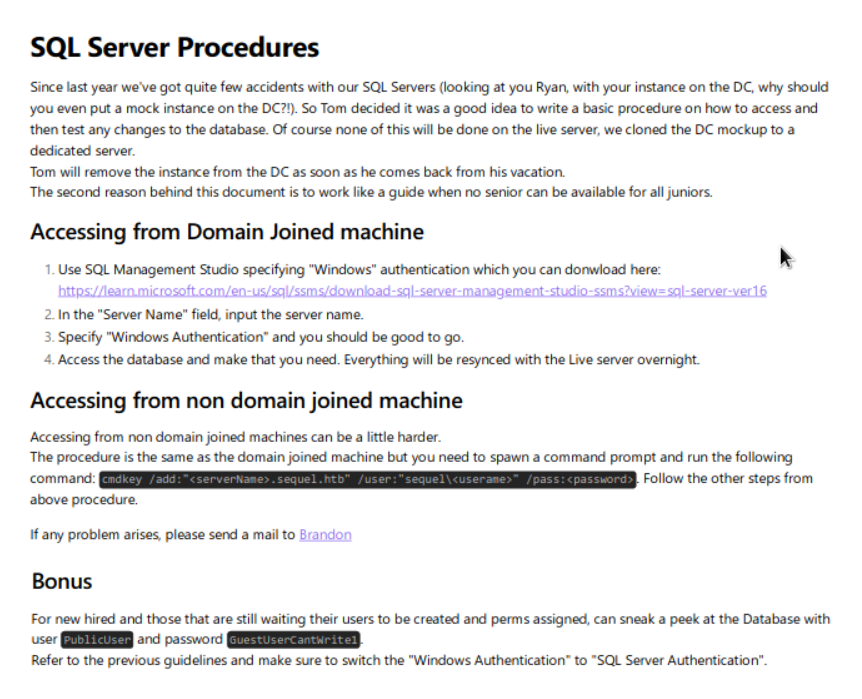 SQL Server Procedures
Since last year we've got quite few accidents with our SQL Servers (looking at you Ryan, with your instance on the DC, why should
you even put a mock instance on the DC?!). So Tom decided it was a good idea to write a basic procedure on how to access and
then test any changes to the database. Of course none of this will be done on the live server, we cloned the DC mockup to a
dedicated server.
Tom will remove the instance from the DC as soon as he comes back from his vacation.
The second reason behind this document is to work like a guide when no senior can be available for all juniors.
Accessing from Domain Joined machine
1. Use SQL Management Studio specifying "Windows" authentication which you can donwload here:
https://learn.microsoft.com/en-us/sql/ssms/download-sql-server-management-studio-ssms?view=sql-server-ver16
2. In the "Server Name" field, input the server name.
3. Specify "Windows Authentication" and you should be good to go.
4. Access the database and make that you need. Everything will be resynced with the Live server overnight.
Accessing from non domain joined machine
Accessing from non domain joined machines can be a little harder.
The procedure is the same as the domain joined machine but you need to spawn a command prompt and run the following
command: cmdkey /add:"<serverName>.sequel.htb" /user:"sequel\<userame>" /pass:<password>. Follow the other steps from
above procedure.
If any problem arises, please send a mail to Brandon
Bonus
For new hired and those that are still waiting their users to be created and perms assigned, can sneak a peek at the Database with
user PublicUser and password GuestUserCantWrite1.
Refer to the previous guidelines and make sure to switch the "Windows Authentication" to "SQL Server Authentication".